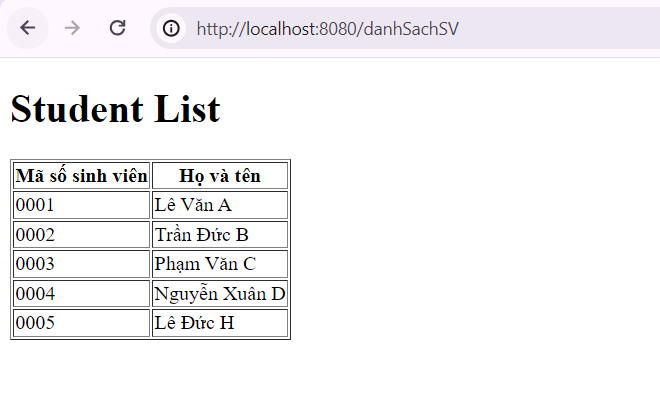 http://localhost:8080/danhSachSV
Student List
Mã số sinh viên Họ và tên
0001 Lê Văn A
0002 Trần Đức B
0003 Phạm Văn C
0004 Nguyễn Xuân D
0005 Lê Đức H